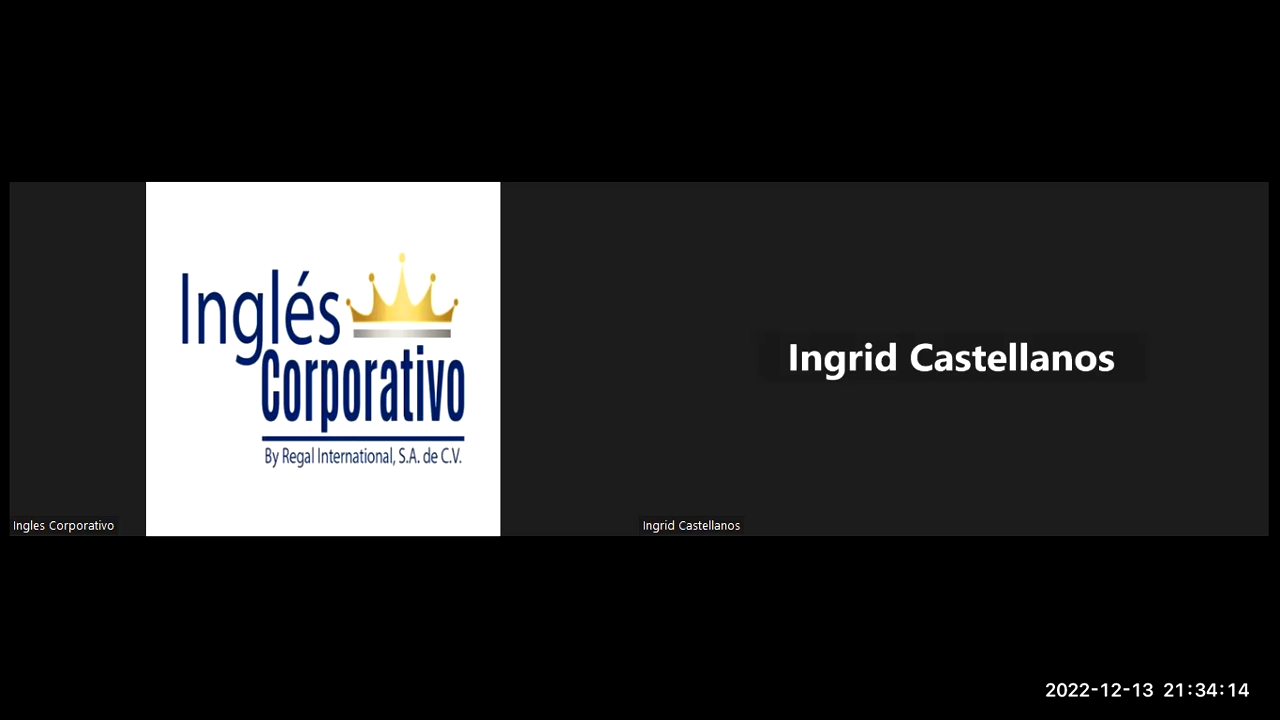 Inglés
Corporativo
By Regal International, S.A. de C.V.
Ingrid Castellanos
Ingles Corporativo
Ingrid Castellanos
2022-12-13 21:34:14